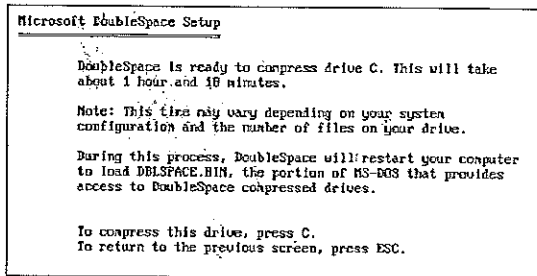 Microsoft DoubleSpace Setup
DoubleSpace is ready to compress drive C. This will take
about 1 hour and 10 minutes.
Note: This time may vary depending on your system
configuration and the number of files on your drive.
During this process, DoubleSpace will restart your computer
to load DBLSPACE.BIN, the portion of MS-DOS that provides
access to DoubleSpace compressed drives.
To compress this drive, press C.
To return to the previous screen, press ESC.